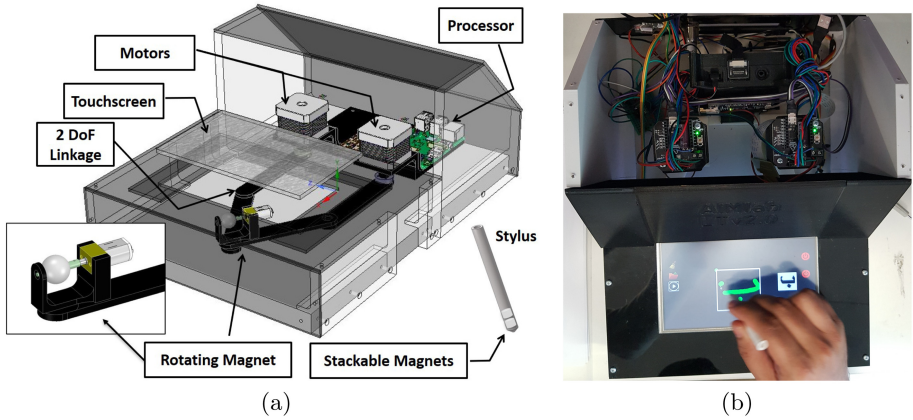 Processor
Motors
Touchscreen
2 DoF
Linkage
Stylus
Rotating Magnet
Stackable Magnets
(a)
(b)